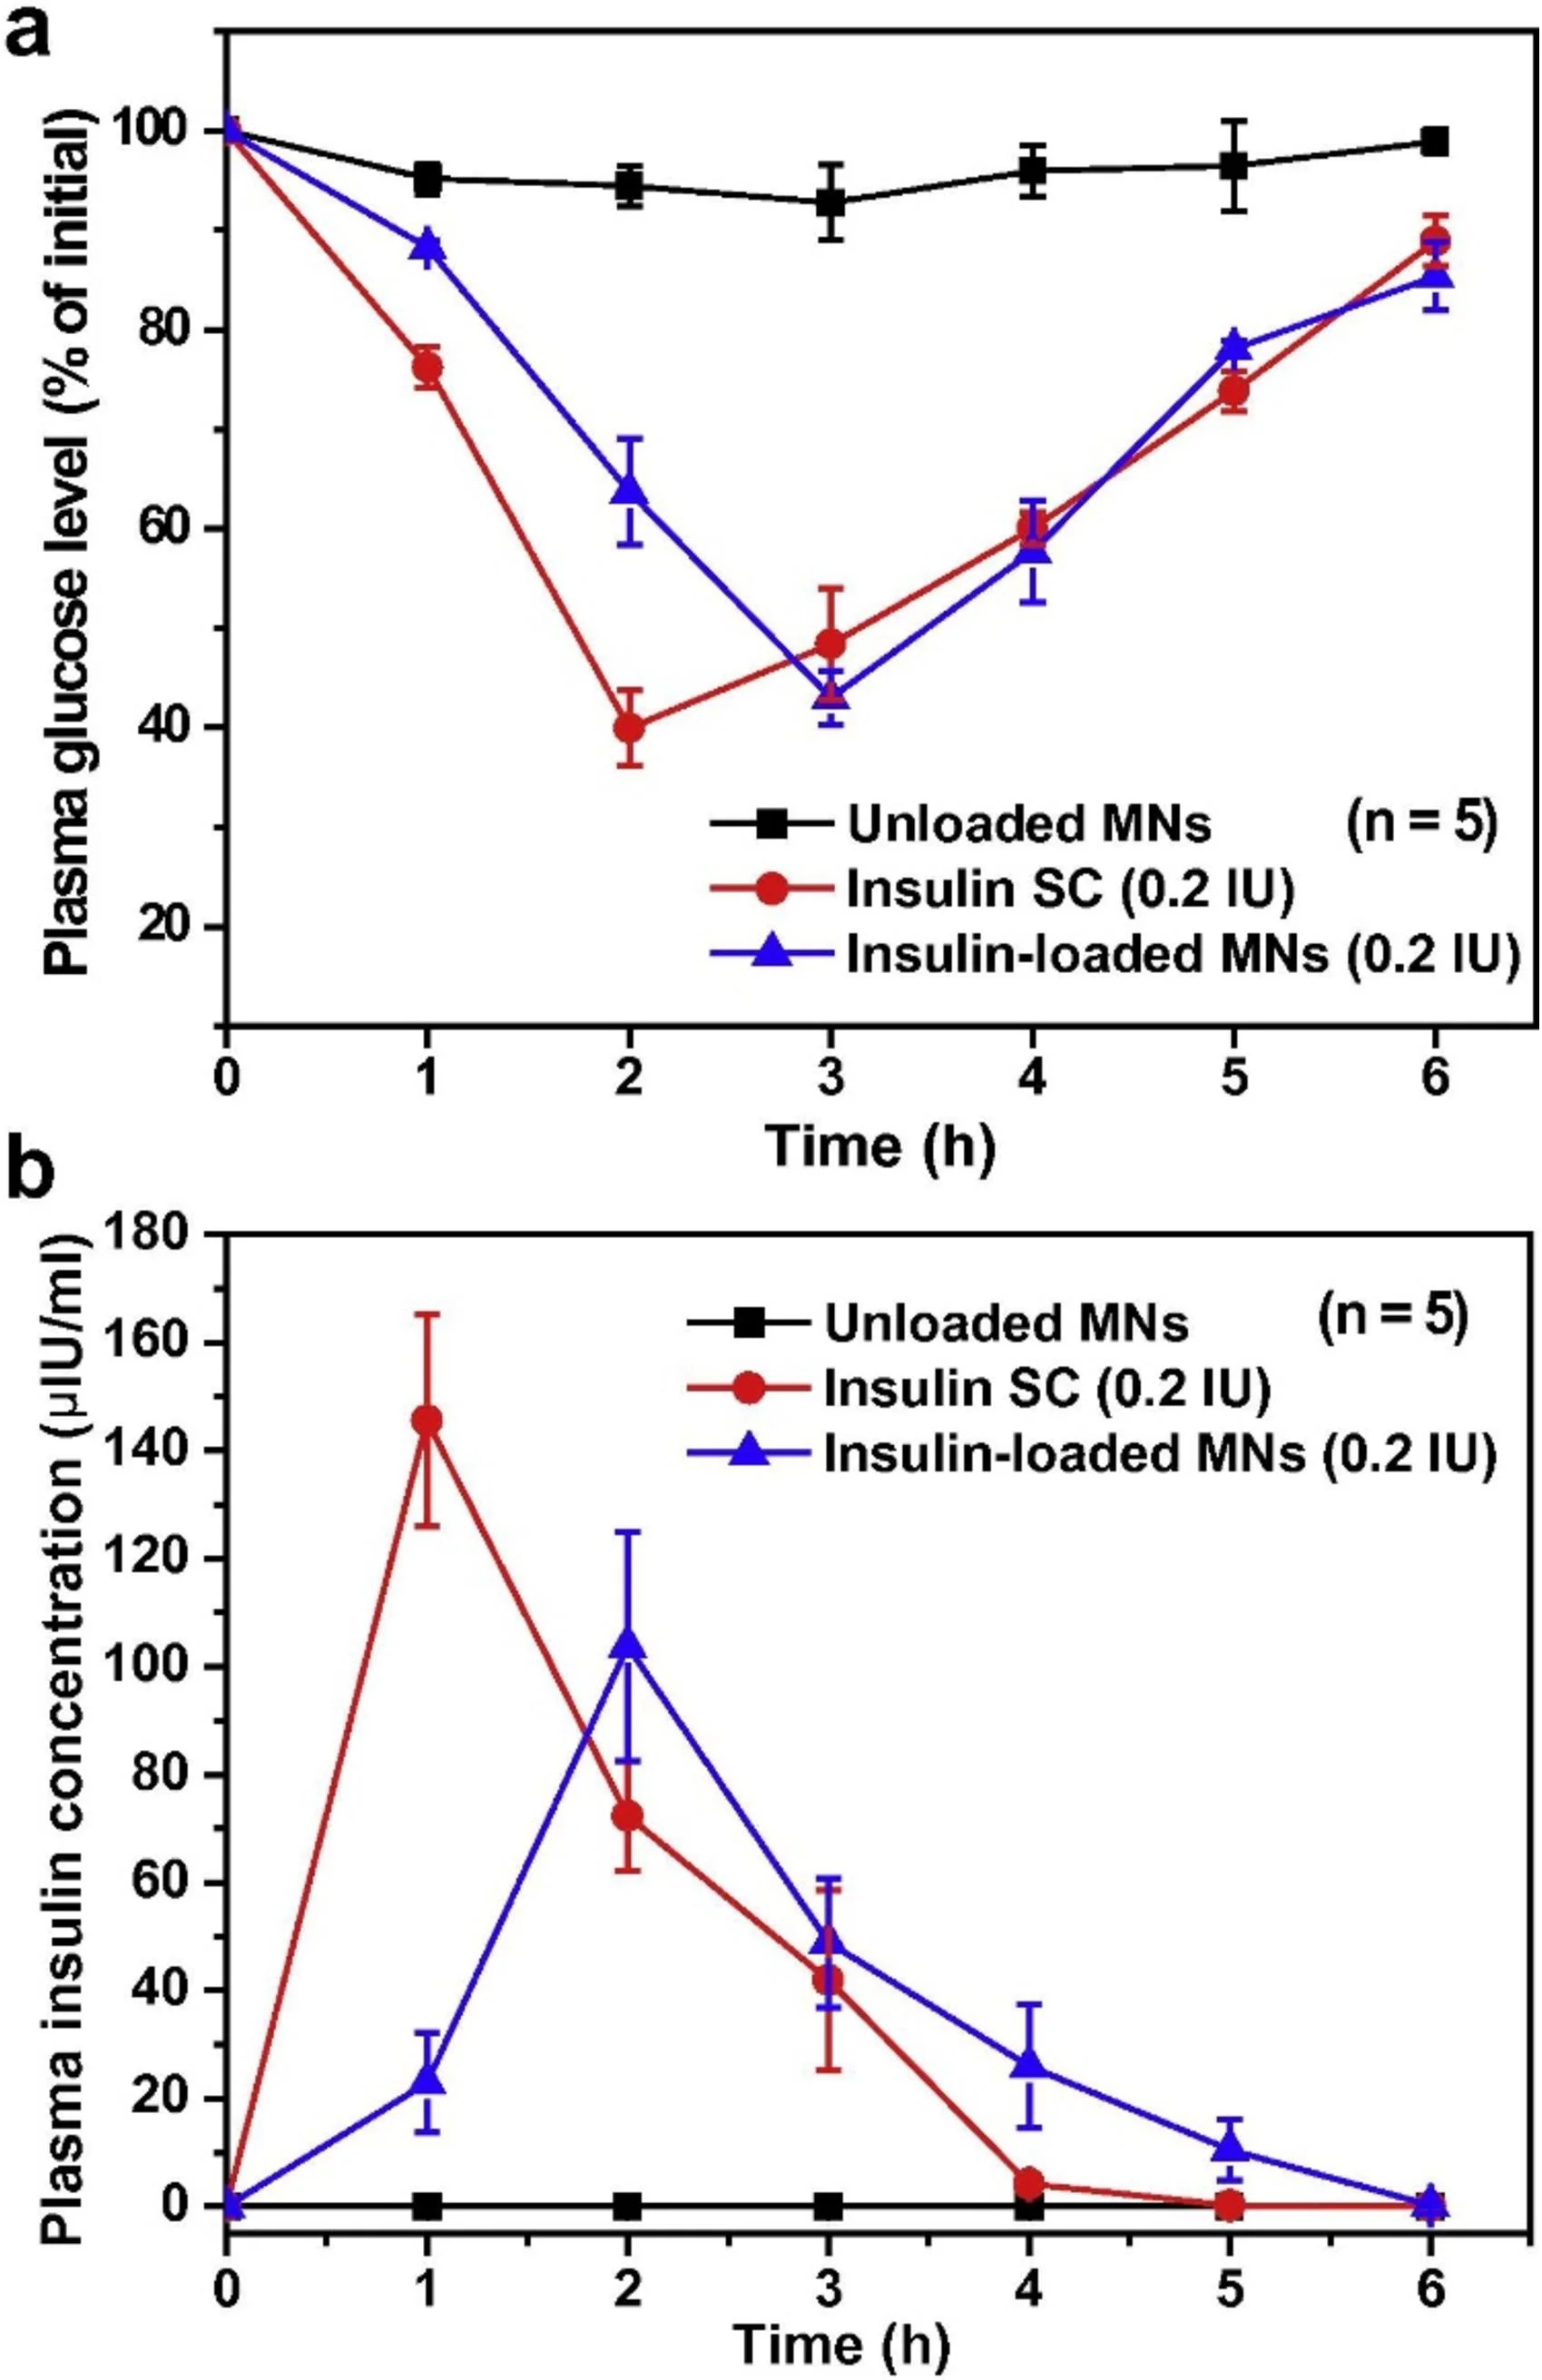 a
Plasma glucose level (% of initial)
100
80
60
40
20
Unloaded MNs (n = 5)
Insulin SC (0.2 IU)
Insulin-loaded MNs (0.2 IU)
0 1 2 3 4 5 6
Time (h)
b
Plasma insulin concentration (μIU/ml)
180
160
140
120
100
80
60
40
20
0
Unloaded MNs (n = 5)
Insulin SC (0.2 IU)
Insulin-loaded MNs (0.2 IU)
0 1 2 3 4 5 6
Time (h)